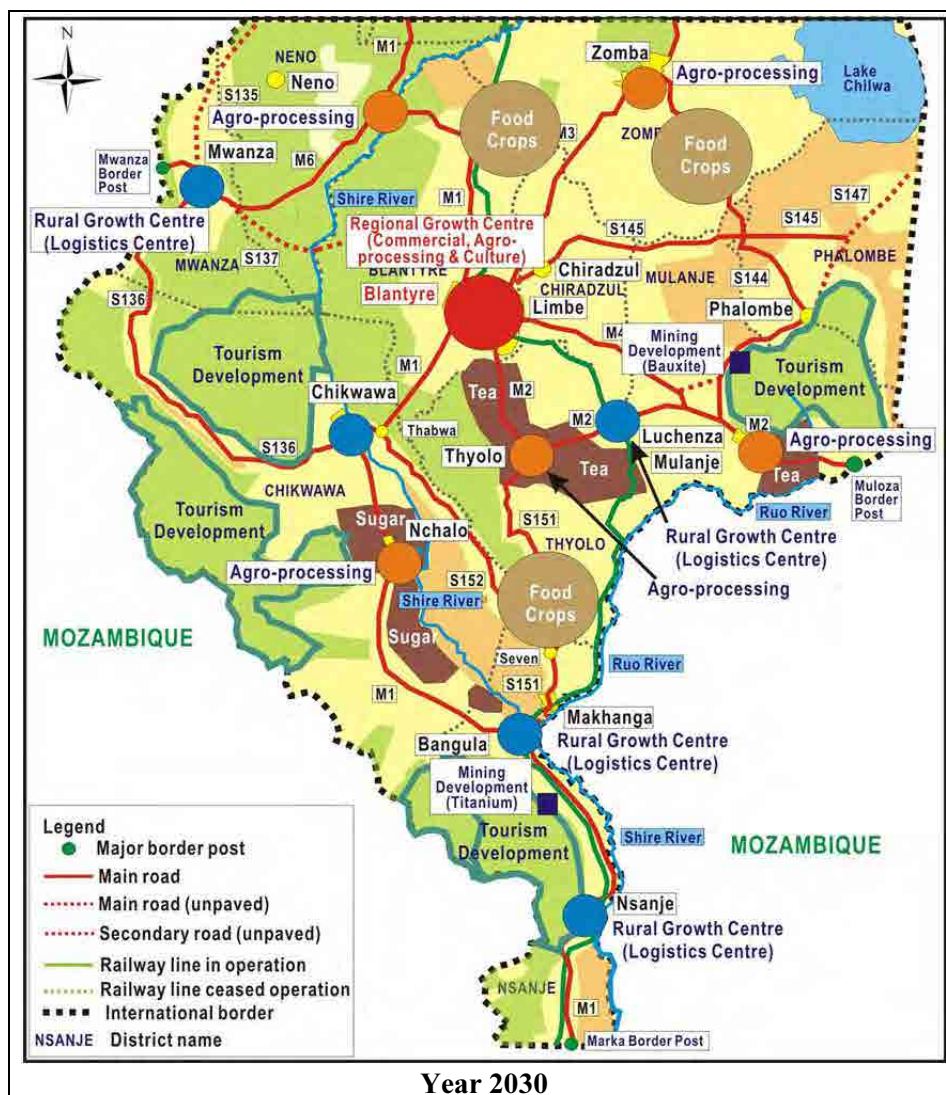 N
NENO
Neno
M1
Zomba
Agro-processing
Lake
Chilwa
S135
Agro-processing
Food
Crops
M3
Food
Crops
Mwanza
Border
Post
Mwanza
M6
Shire River
M1
S147
Rural Growth Centre
(Logistics Centre)
Regional Growth Centre
(Commercial, Agro-
processing & Culture)
S145
S145
MWANZA
S137
BLANTYRE
Chiradzul
CHIRADZUL
MULANJE
PHALOMBE
S136
Blantyre
Limbe
S144
Phalombe
Tourism
Development
M1
Mining
Development
(Bauxite)
Tourism
Development
Chikwawa
Tea
M2
M2
M2
Thabwa
Luchenza
Agro-processing
S136
Thyolo
Tea
Mulanje
Tea
Muloza
Border
Post
CHIKWAWA
Ruo River
Tourism
Development
Sugar
Nchalo
S151
THYOLO
Rural Growth Centre
(Logistics Centre)
Agro-processing
S152
Food
Crops
Agro-processing
Shire River
MOZAMBIQUE
Sugar
Seven
Ruo River
M1
S151
Makhanga
Bangula
Rural Growth Centre
(Logistics Centre)
Mining
Development
(Titanium)
Tourism
Development
Shire River
MOZAMBIQUE
Nsanje
Rural Growth Centre
(Logistics Centre)
NSANJE
M1
Marka Border Post
Legend
Major border post
Main road
Main road (unpaved)
Secondary road (unpaved)
Railway line in operation
Railway line ceased operation
International border
NSANJE District name
Year 2030